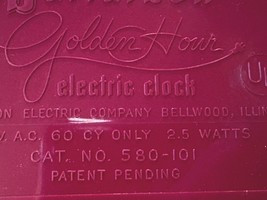 Golden Hour
electric clock
ON ELECTRIC COMPANY BELLWOOD, ILLI
V. A.C. 60 CY ONLY 2.5 WATTS
CAT. NO. 580-101
PATENT PENDING